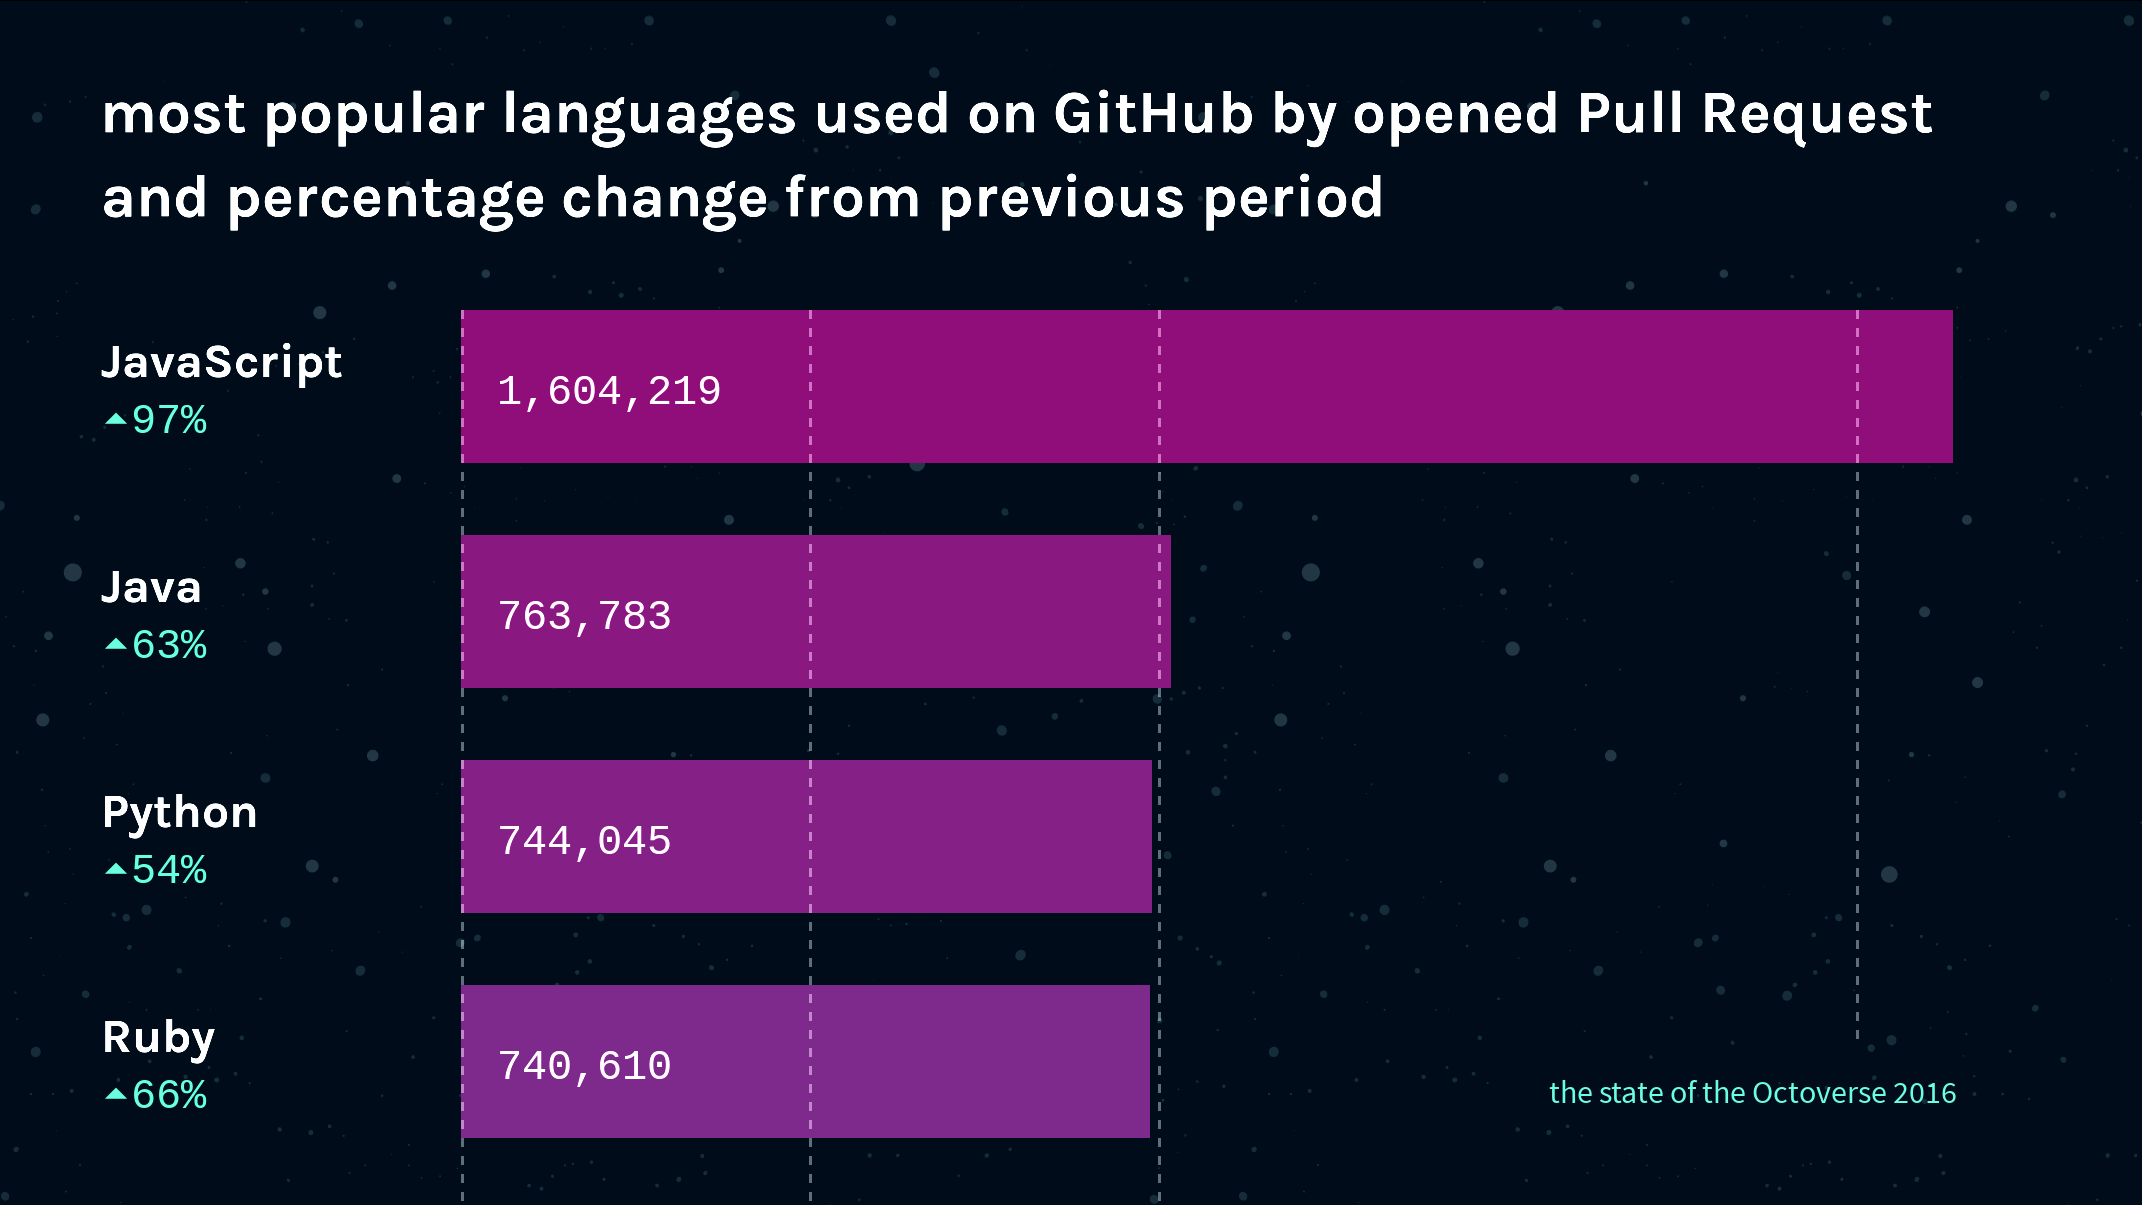 most popular languages used on GitHub by opened Pull Request
and percentage change from previous period
JavaScript
▲97%
1,604,219
Java
▲63%
763,783
Python
▲54%
744,045
Ruby
▲66%
740,610
the state of the Octoverse 2016